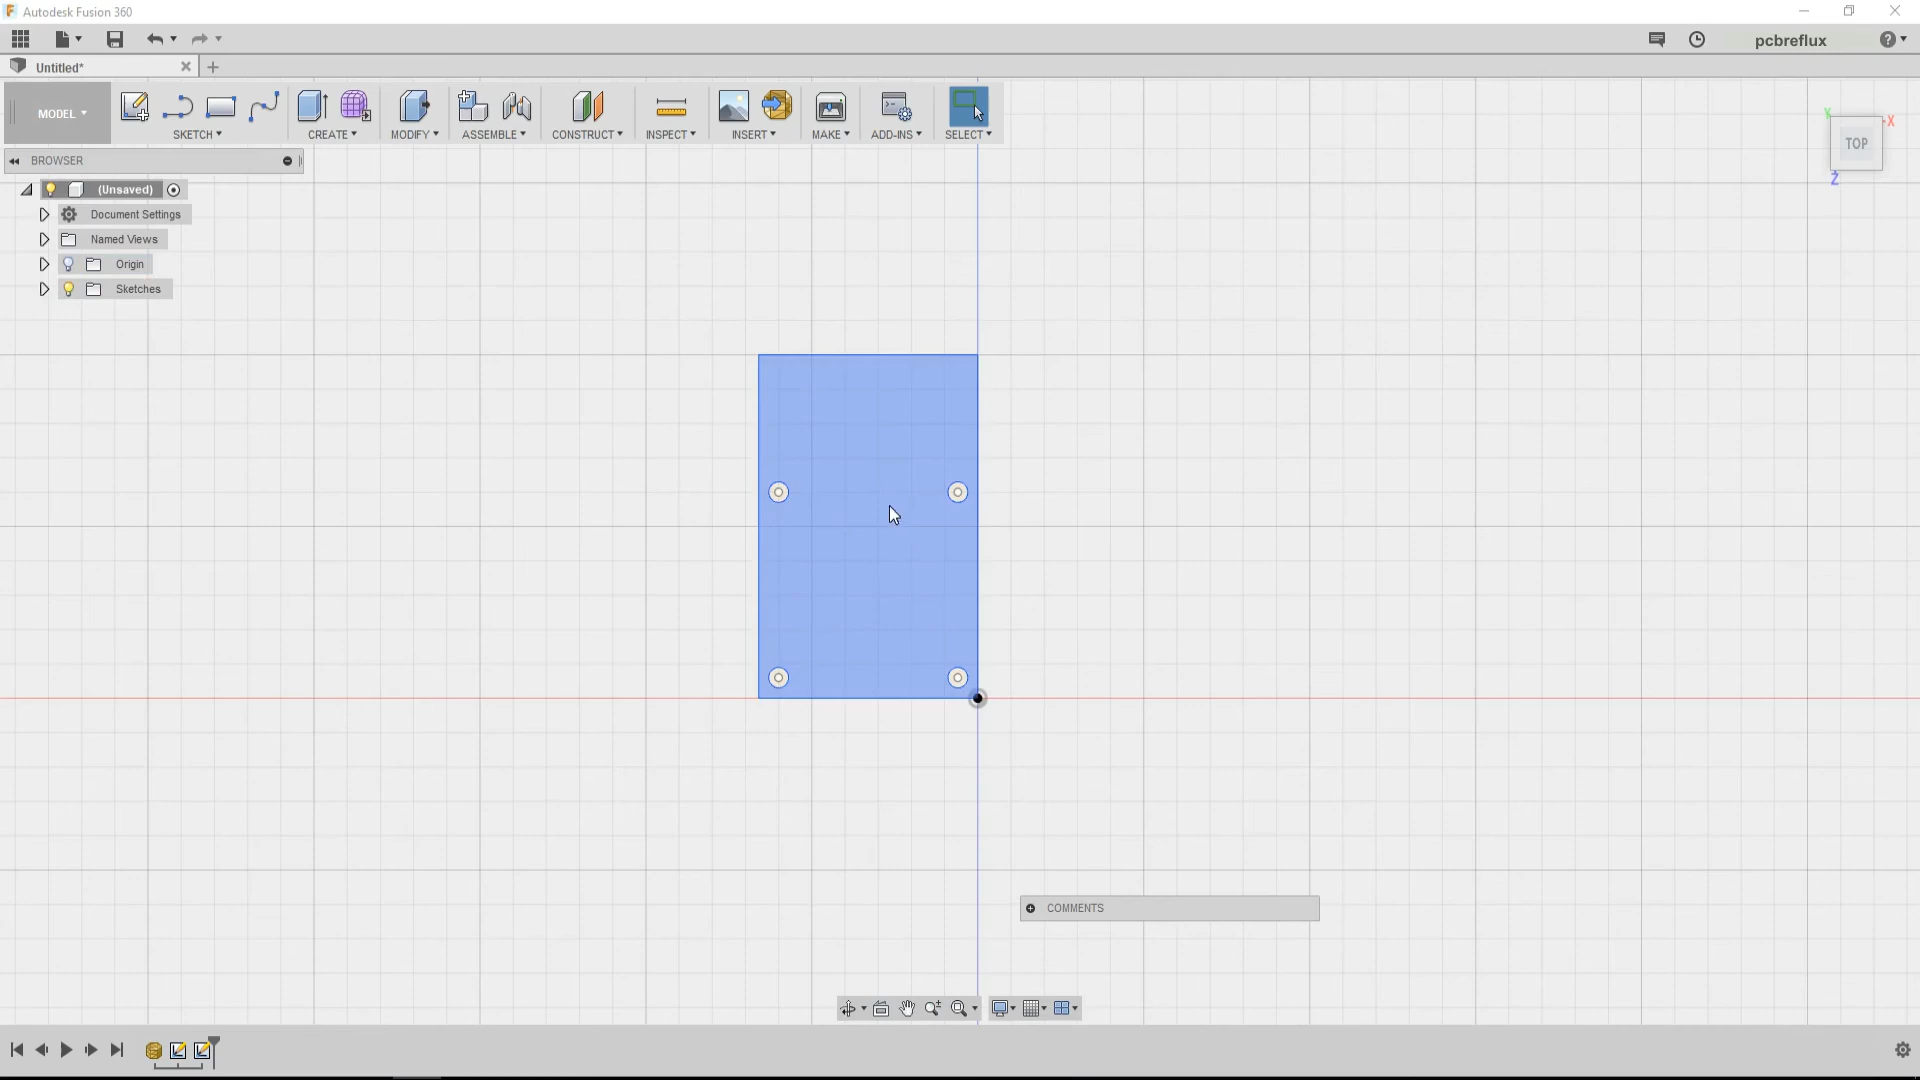 Autodesk Fusion 360
pcbreflux
Untitled*
MODEL
SKETCH
CREATE
MODIFY
ASSEMBLE
CONSTRUCT
INSPECT
INSERT
MAKE
ADD-INS
SELECT
Y
X
TOP
Z
BROWSER
(Unsaved)
Document Settings
Named Views
Origin
Sketches
COMMENTS